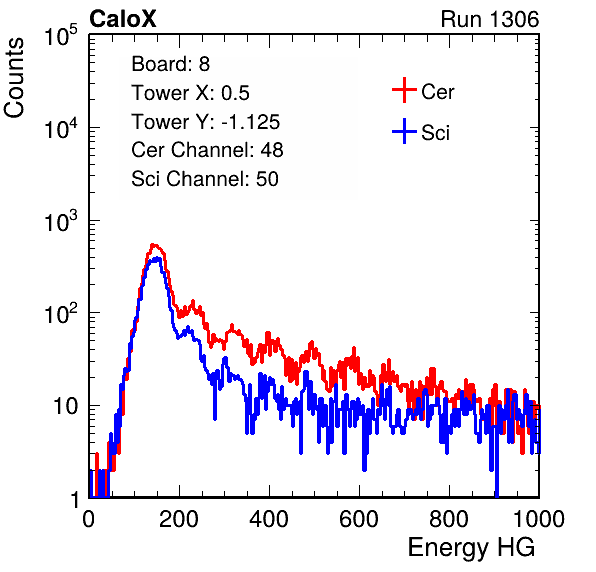 CaloX Run 1306
Counts
10^5
10^4
10^3
10^2
10
1
Board: 8
Tower X: 0.5
Tower Y: -1.125
Cer Channel: 48
Sci Channel: 50
Cer
Sci
0 200 400 600 800 1000
Energy HG